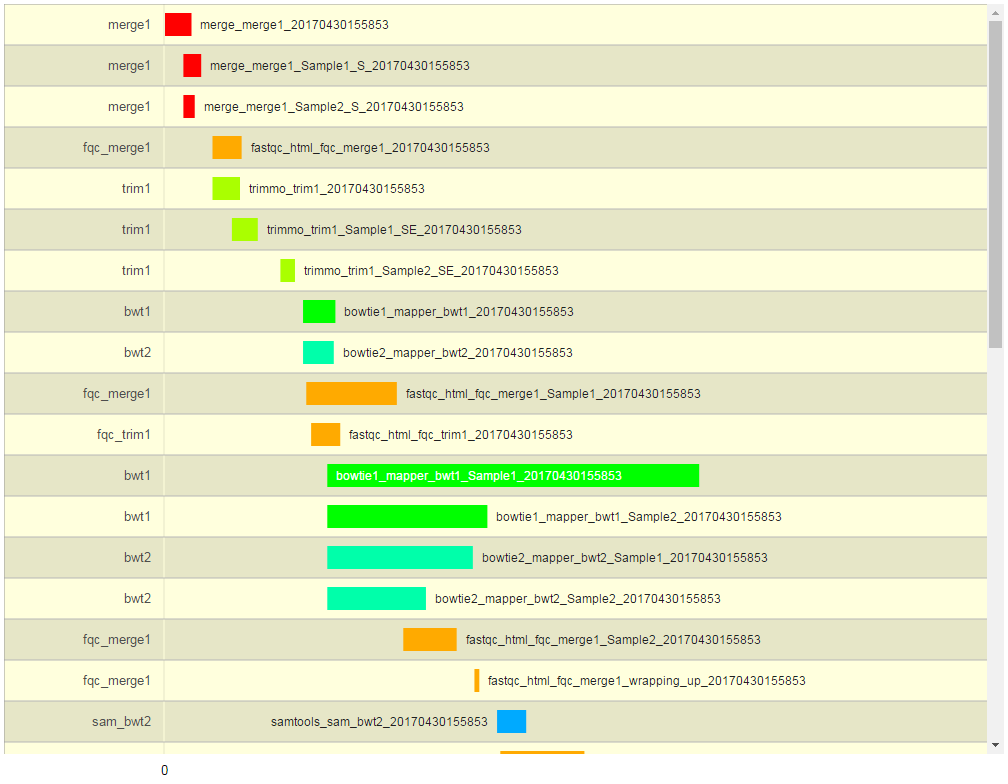 merge1 merge_merge1_20170430155853
merge1 merge_merge1_Sample1_S_20170430155853
merge1 merge_merge1_Sample2_S_20170430155853
fqc_merge1 fastqc_html_fqc_merge1_20170430155853
trim1 trimmo_trim1_20170430155853
trim1 trimmo_trim1_Sample1_SE_20170430155853
trim1 trimmo_trim1_Sample2_SE_20170430155853
bwt1 bowtie1_mapper_bwt1_20170430155853
bwt2 bowtie2_mapper_bwt2_20170430155853
fqc_merge1 fastqc_html_fqc_merge1_Sample1_20170430155853
fqc_trim1 fastqc_html_fqc_trim1_20170430155853
bwt1 bowtie1_mapper_bwt1_Sample1_20170430155853
bwt1 bowtie1_mapper_bwt1_Sample2_20170430155853
bwt2 bowtie2_mapper_bwt2_Sample1_20170430155853
bwt2 bowtie2_mapper_bwt2_Sample2_20170430155853
fqc_merge1 fastqc_html_fqc_merge1_Sample2_20170430155853
fqc_merge1 fastqc_html_fqc_merge1_wrapping_up_20170430155853
sam_bwt2 samtools_sam_bwt2_20170430155853
0